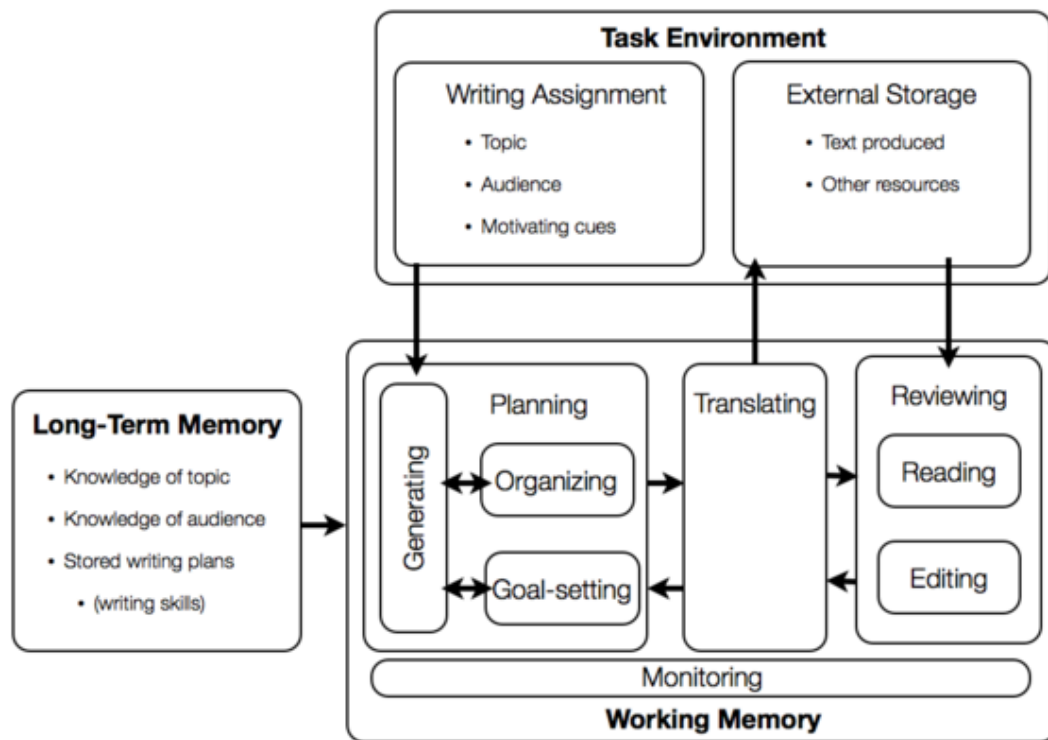 Task Environment
Writing Assignment
• Topic
• Audience
• Motivating cues
External Storage
• Text produced
• Other resources
Long-Term Memory
• Knowledge of topic
• Knowledge of audience
• Stored writing plans
• (writing skills)
Planning
Generating
Organizing
Goal-setting
Translating
Reviewing
Reading
Editing
Monitoring
Working Memory